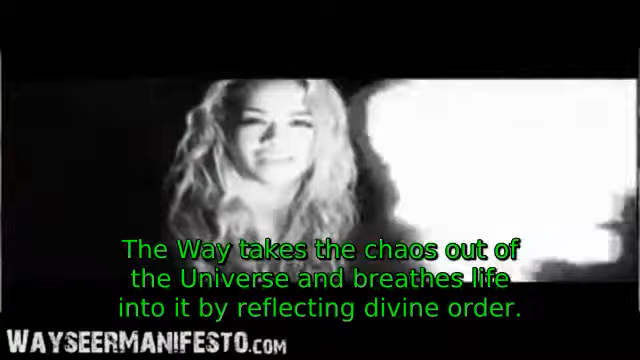 The Way takes the chaos out of
the Universe and breathes life
into it by reflecting divine order.
WAYSEERMANIFESTO.COM